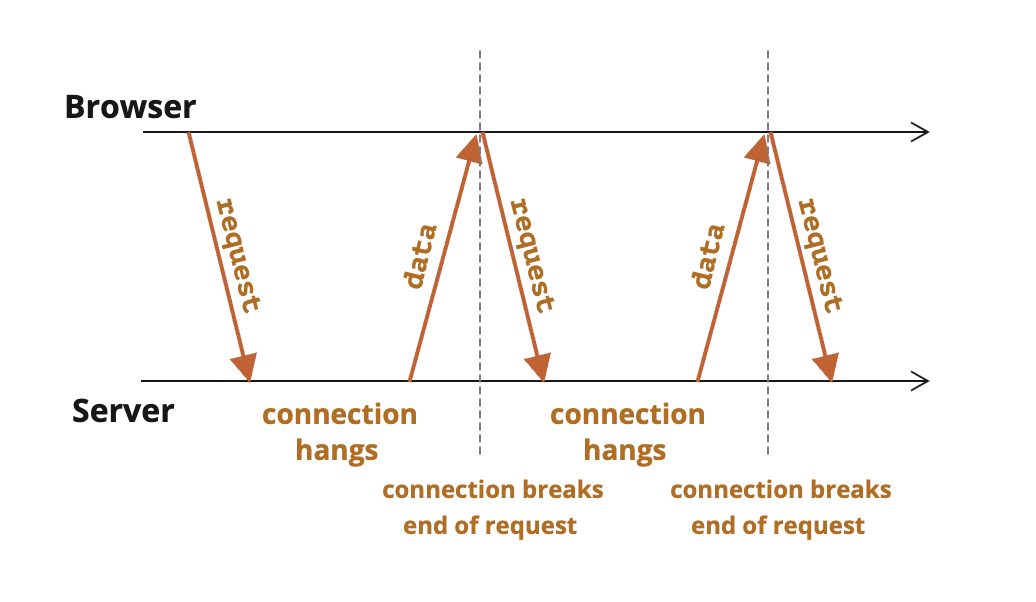 Browser
request
data
request
data
request
Server
connection
hangs
connection
hangs
connection breaks
end of request
connection breaks
end of request